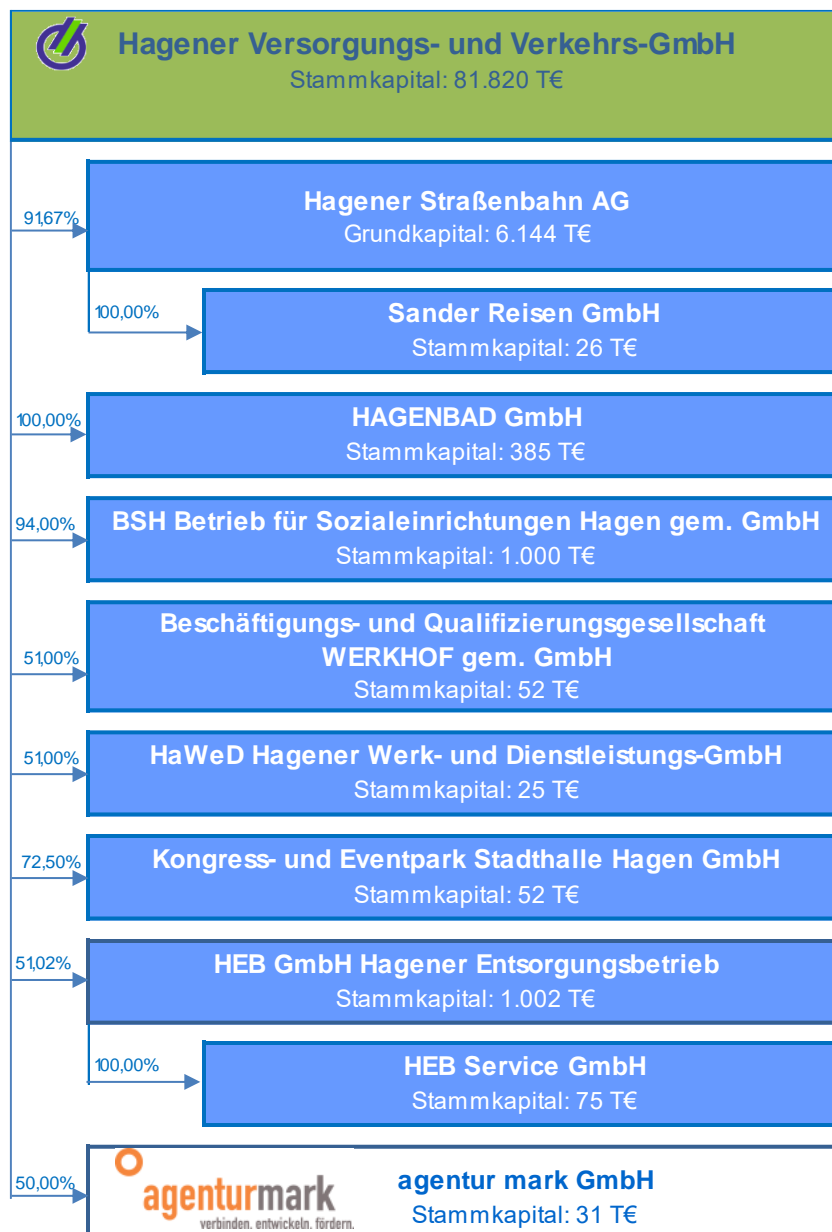 Hagener Versorgungs- und Verkehrs-GmbH
Stammkapital: 81.820 T€
91,67%
Hagener Straßenbahn AG
Grundkapital: 6.144 T€
100,00%
Sander Reisen GmbH
Stammkapital: 26 T€
100,00%
HAGENBAD GmbH
Stammkapital: 385 T€
94,00%
BSH Betrieb für Sozialeinrichtungen Hagen gem. GmbH
Stammkapital: 1.000 T€
51,00%
Beschäftigungs- und Qualifizierungsgesellschaft
WERKHOF gem. GmbH
Stammkapital: 52 T€
51,00%
HaWeD Hagener Werk- und Dienstleistungs-GmbH
Stammkapital: 25 T€
72,50%
Kongress- und Eventpark Stadthalle Hagen GmbH
Stammkapital: 52 T€
51,02%
HEB GmbH Hagener Entsorgungsbetrieb
Stammkapital: 1.002 T€
100,00%
HEB Service GmbH
Stammkapital: 75 T€
50,00%
agenturmark
verbinden. entwickeln. fördern.
agentur mark GmbH
Stammkapital: 31 T€